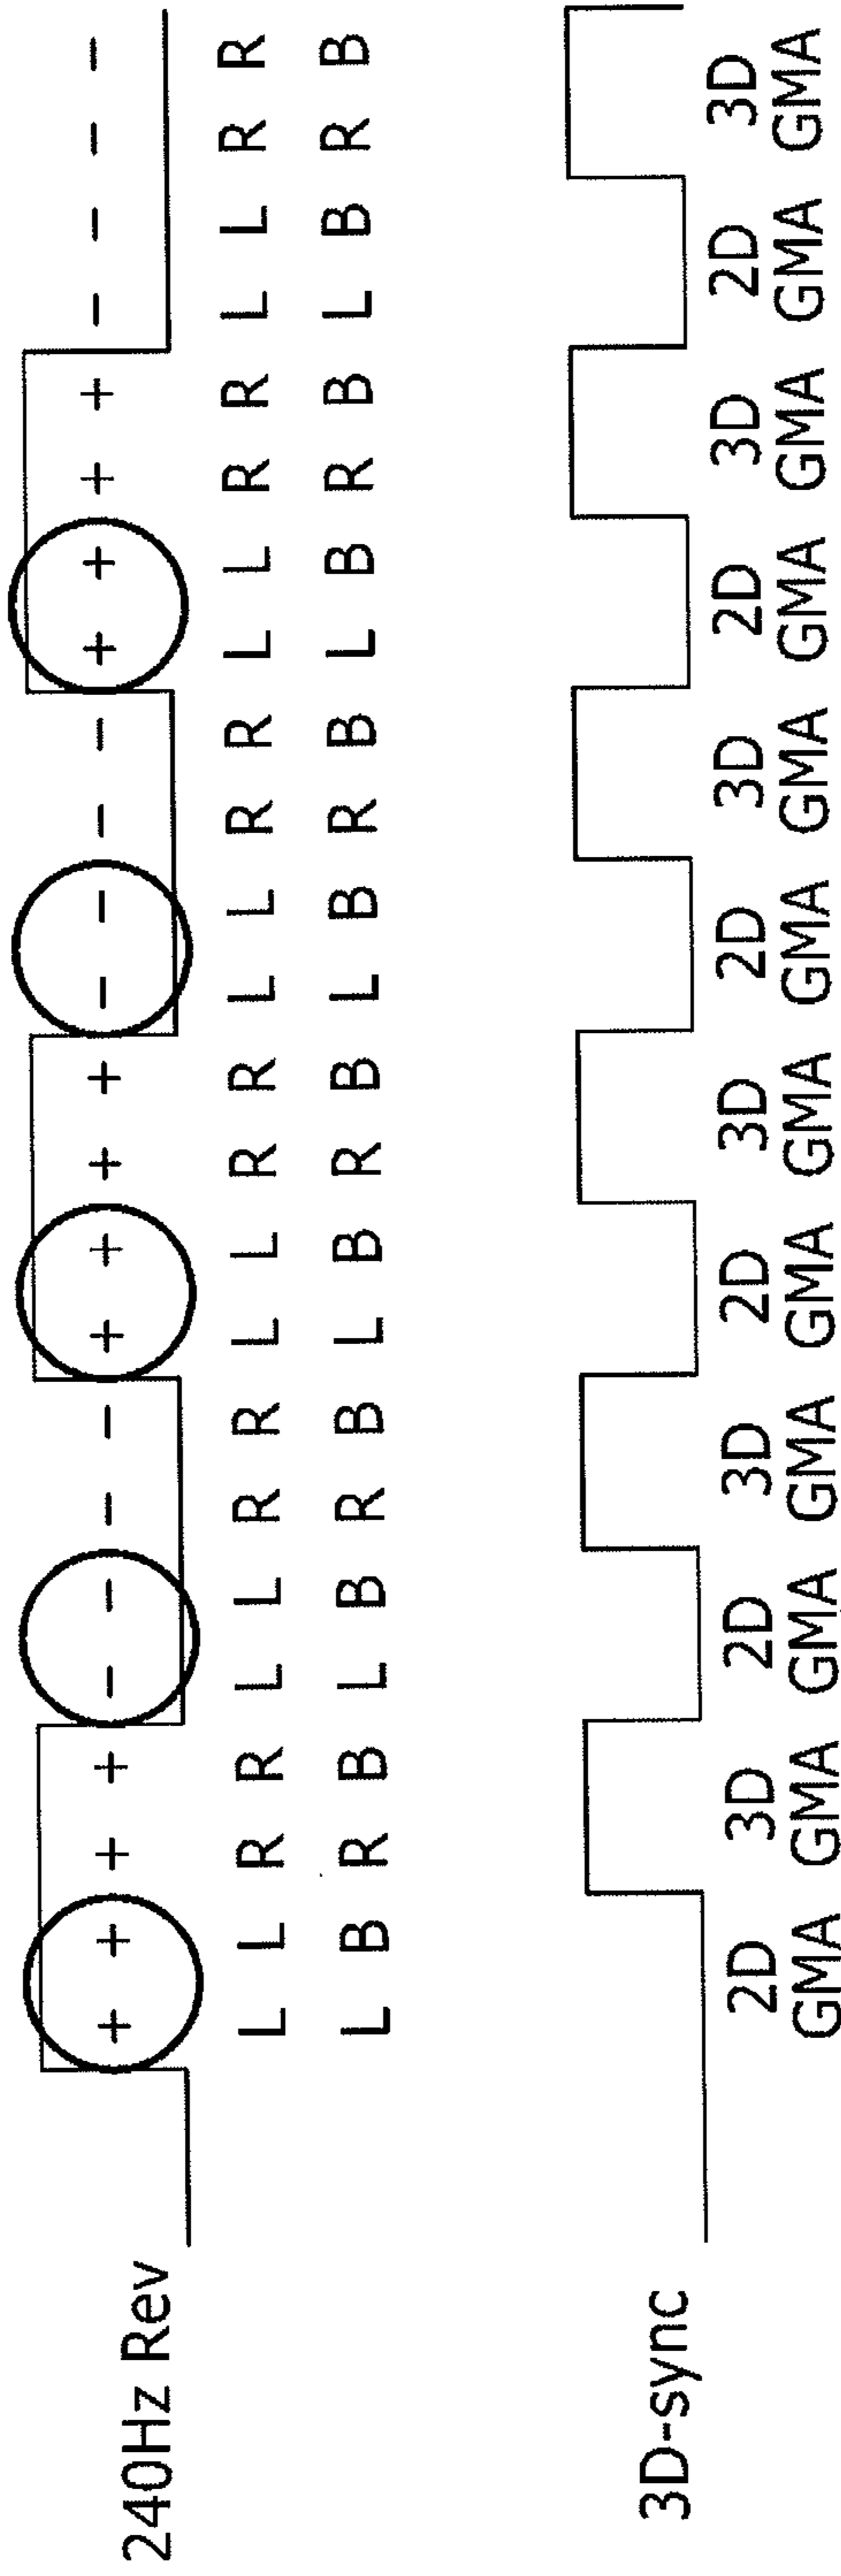 240Hz Rev + + + + − − − − + + + + − − − − + + + + − − − −
L L R R L L R R L L R R L L R R L L R R L L R R
L B R B L B R B L B R B L B R B L B R B L B R B
3D-sync
2D 3D 2D 3D 2D 3D 2D 3D 2D 3D 2D 3D
GMA GMA GMA GMA GMA GMA GMA GMA GMA GMA GMA GMA